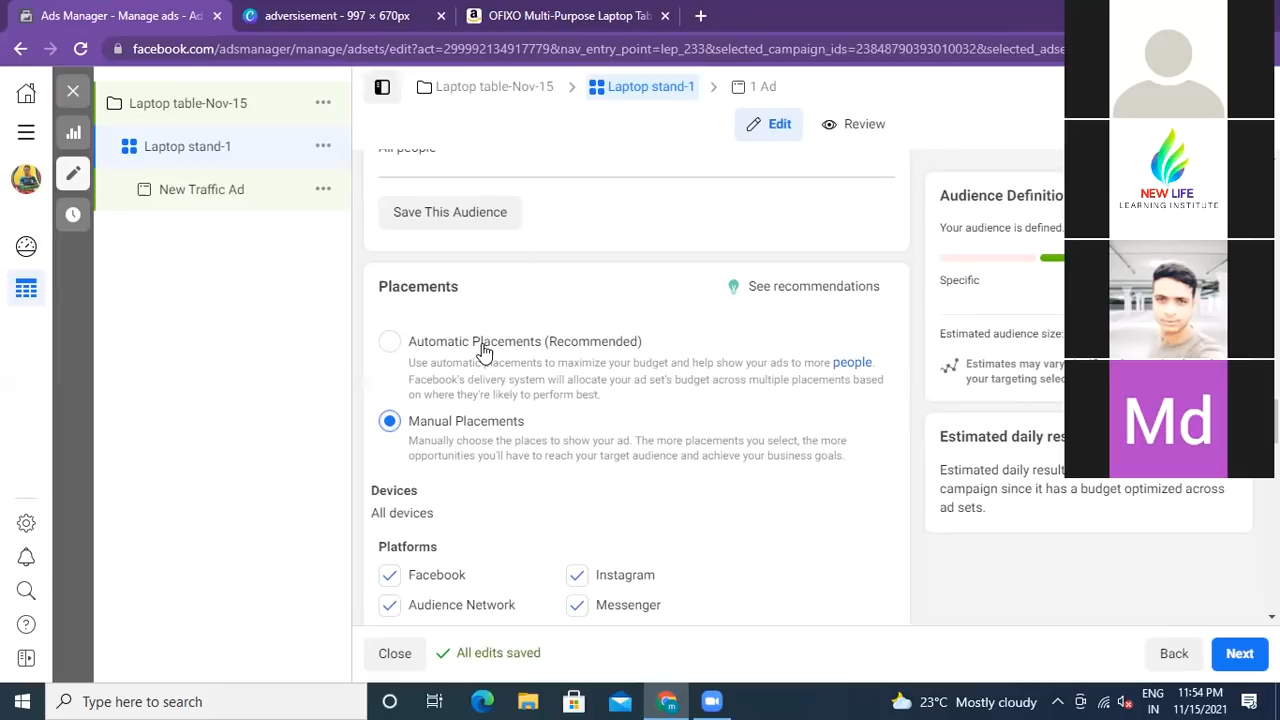 Ads Manager - Manage ads - Ad
advertisement - 997 × 670px
OFIXO Multi-Purpose Laptop Tab
facebook.com/adsmanager/manage/adsets/edit?act=299992134917779&nav_entry_point=lep_233&selected_campaign_ids=23848790393010032&selected_adse
Laptop table-Nov-15
Laptop stand-1
New Traffic Ad
Laptop table-Nov-15
Laptop stand-1
1 Ad
Edit
Review
All people
Save This Audience
Placements
See recommendations
Automatic Placements (Recommended)
Use automatic placements to maximize your budget and help show your ads to more people.
Facebook's delivery system will allocate your ad set's budget across multiple placements based
on where they're likely to perform best.
Manual Placements
Manually choose the places to show your ad. The more placements you select, the more
opportunities you'll have to reach your target audience and achieve your business goals.
Devices
All devices
Platforms
Facebook
Instagram
Audience Network
Messenger
Close
All edits saved
Back
Next
Audience Definitio
Your audience is defined.
Specific
Estimated audience size:
Estimates may vary
your targeting selec
Estimated daily resu
Estimated daily result
campaign since it has a budget optimized across
ad sets.
NEW LIFE
LEARNING INSTITUTE
Md
Type here to search
23°C Mostly cloudy
ENG
IN
11:54 PM
11/15/2021